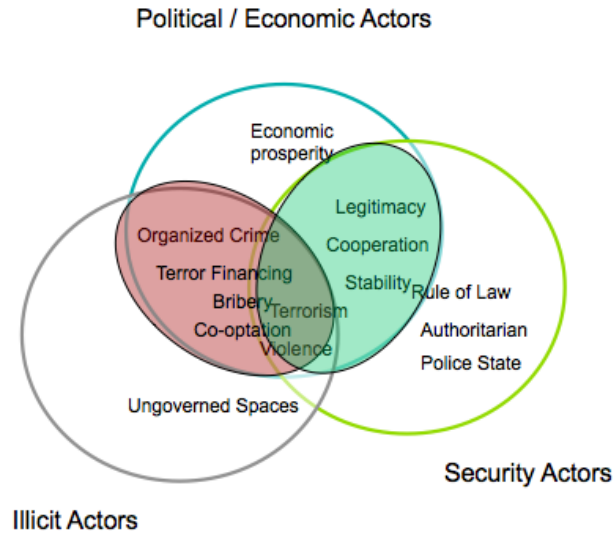 Political / Economic Actors
Economic
prosperity
Legitimacy
Organized Crime
Cooperation
Terror Financing
Stability
Rule of Law
Bribery
Terrorism
Co-optation
Authoritarian
Violence
Police State
Ungoverned Spaces
Security Actors
Illicit Actors